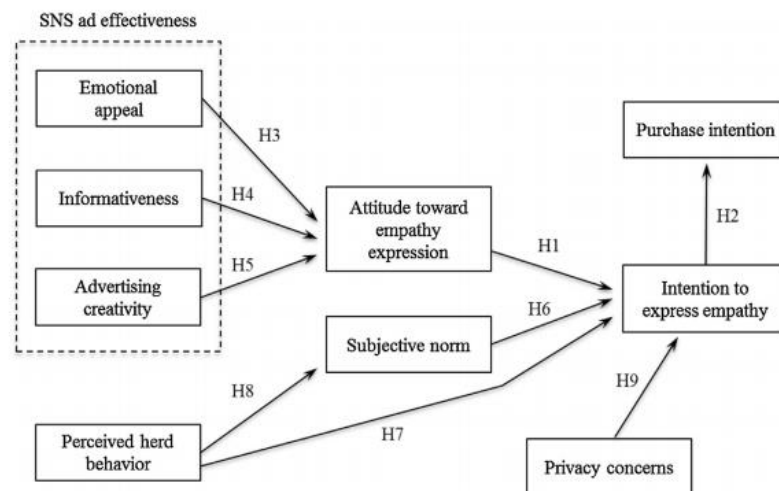 SNS ad effectiveness
Emotional
appeal
H3
Purchase intention
Informativeness
H4
Attitude toward
empathy
expression
H2
H1
Advertising
creativity
H5
Intention to
express empathy
H6
Subjective norm
H8
H9
H7
Perceived herd
behavior
Privacy concerns